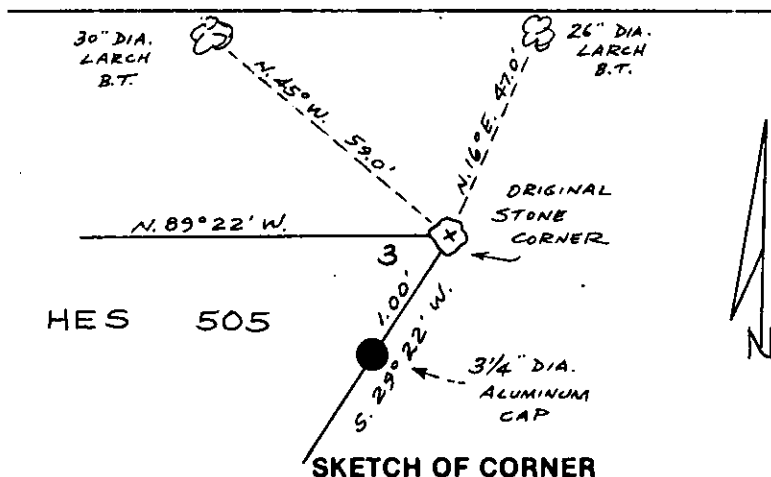 30" DIA.
LARCH
B.T.
26" DIA.
LARCH
B.T.
N. 45° W. 59.0'
N. 16° E. 47.0'
ORIGINAL
STONE
CORNER
N. 89° 22' W.
3
HES 505
1.00'
S. 29° 22' W.
3 1/4" DIA.
ALUMINUM
CAP
N
SKETCH OF CORNER